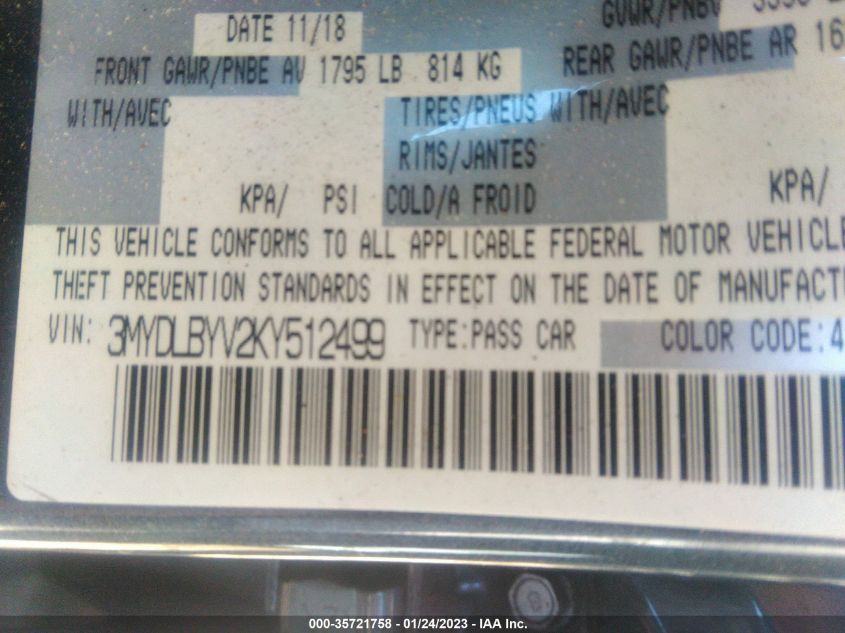 DATE 11/18
GVWR/PNBV
FRONT GAWR/PNBE AV 1795 LB 814 KG
REAR GAWR/PNBE AR 16
WITH/AVEC
TIRES/PNEUS WITH/AVEC
RIMS/JANTES
KPA/ PSI COLD/A FROID
KPA/
THIS VEHICLE CONFORMS TO ALL APPLICABLE FEDERAL MOTOR VEHICLE
THEFT PREVENTION STANDARDS IN EFFECT ON THE DATE OF MANUFACTU
VIN: 3MYDLBYV2KY512499 TYPE:PASS CAR COLOR CODE:4
000-35721758 - 01/24/2023 - IAA Inc.